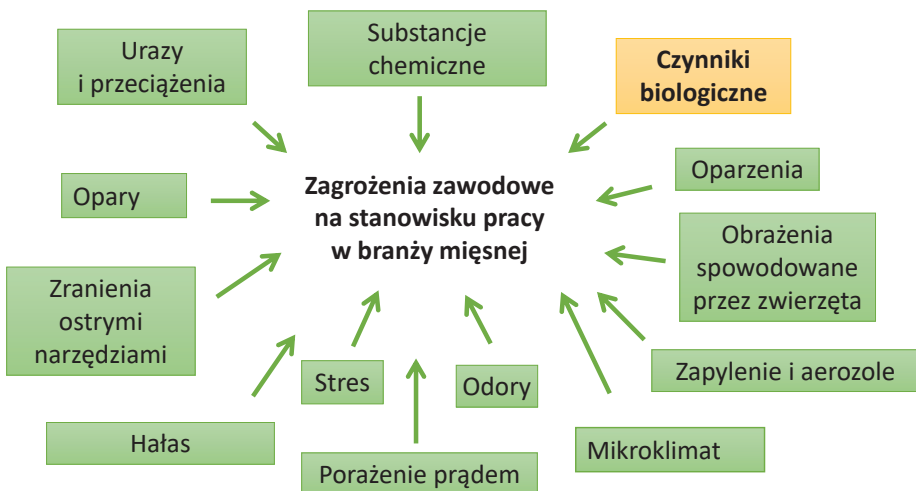 Urazy
i przeciążenia
Substancje
chemiczne
Czynniki
biologiczne
Opary
Zagrożenia zawodowe
na stanowisku pracy
w branży mięsnej
Oparzenia
Obrażenia
spowodowane
przez zwierzęta
Zranienia
ostrymi
narzędziami
Stres
Odory
Zapylenie i aerozole
Hałas
Porażenie prądem
Mikroklimat